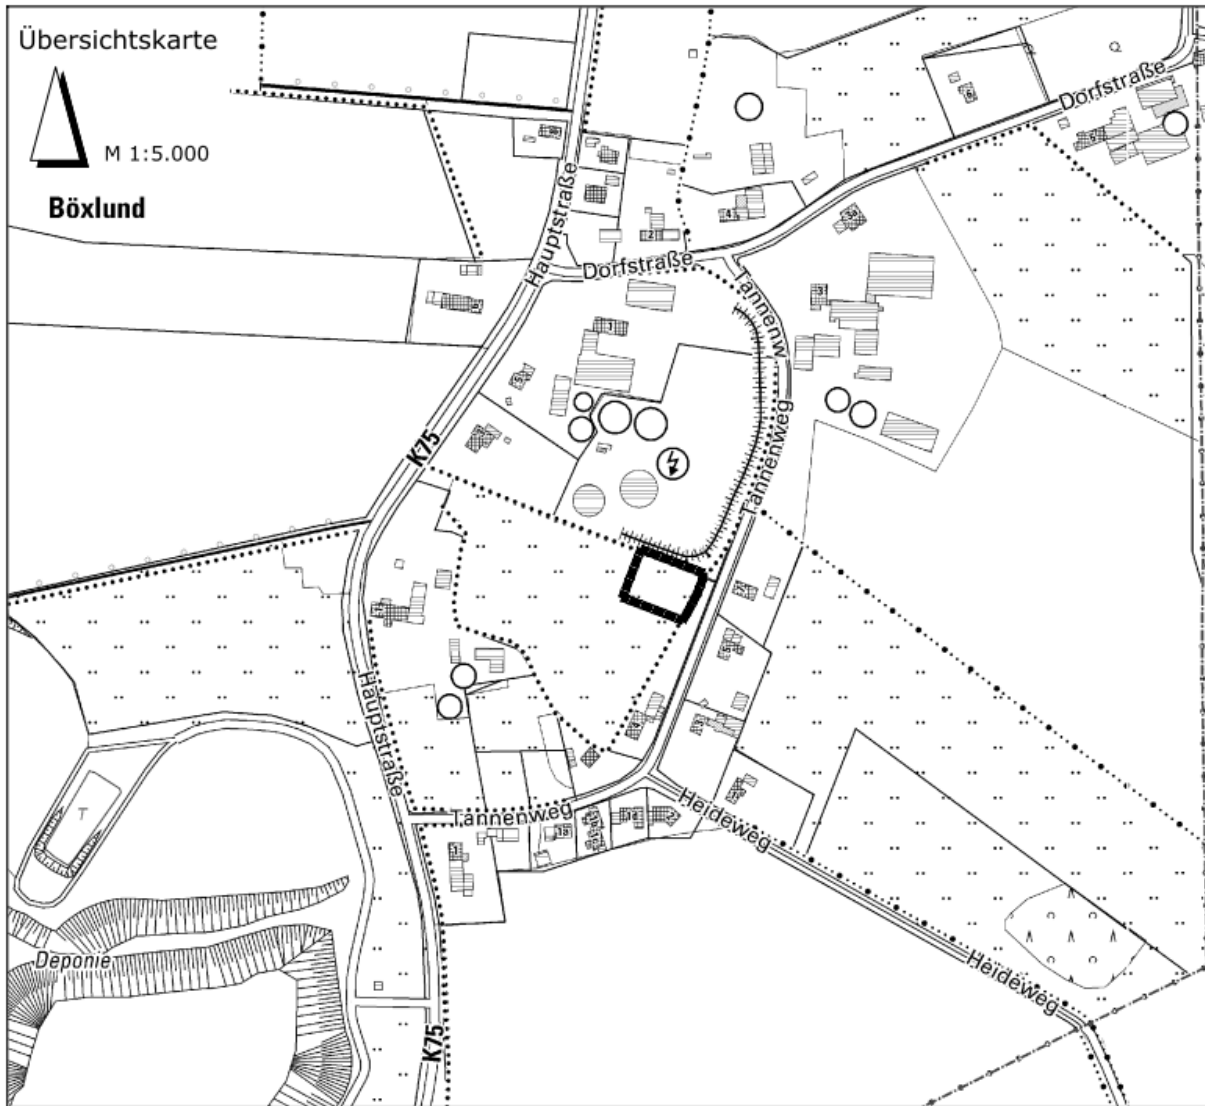 Übersichtskarte
M 1:5.000
Böxlund
Dorfstraße
Hauptstraße
Dorfstraße
Tannenw
K75
Tannenweg
Hauptstraße
Tannenweg
Heideweg
Deponie
Heideweg
K75